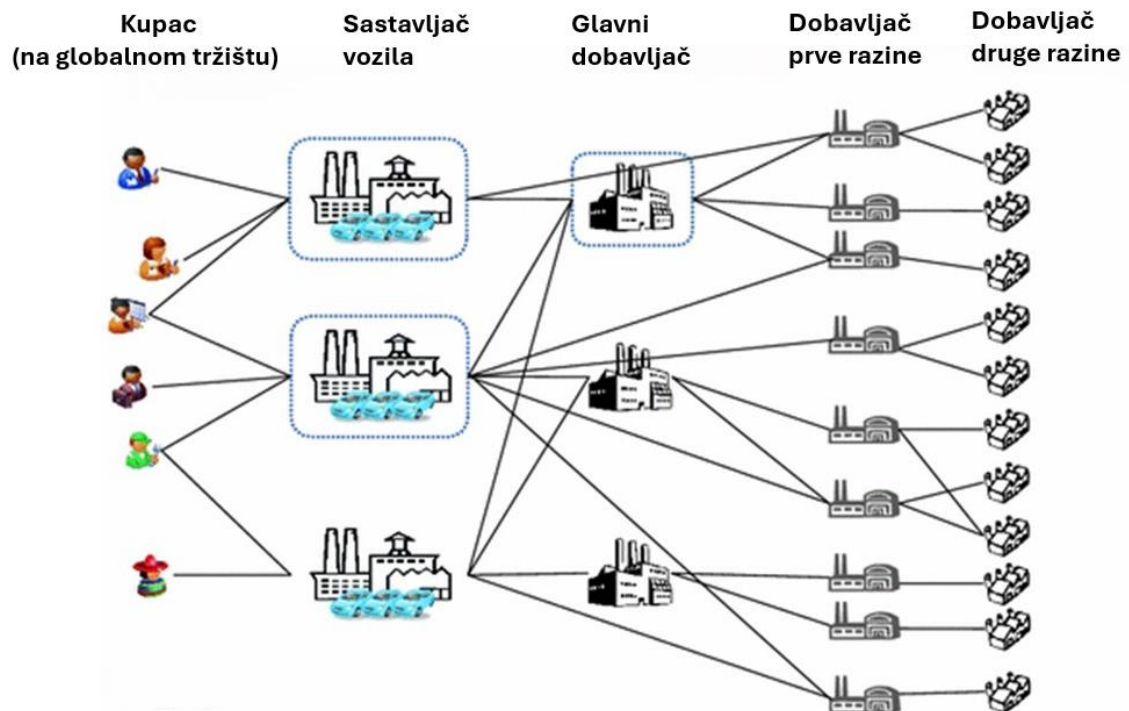 Kupac
(na globalnom tržištu)
Sastavljač
vozila
Glavni
dobavljač
Dobavljač
prve razine
Dobavljač
druge razine